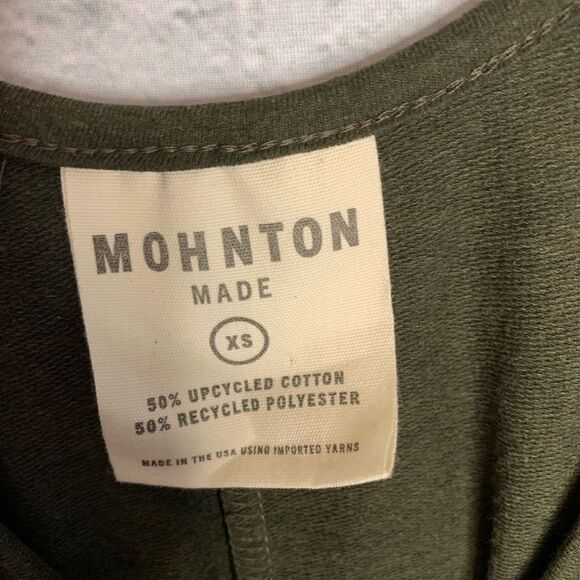 MOHNTON
MADE
XS
50% UPCYCLED COTTON
50% RECYCLED POLYESTER
MADE IN THE USA USING IMPORTED YARNS